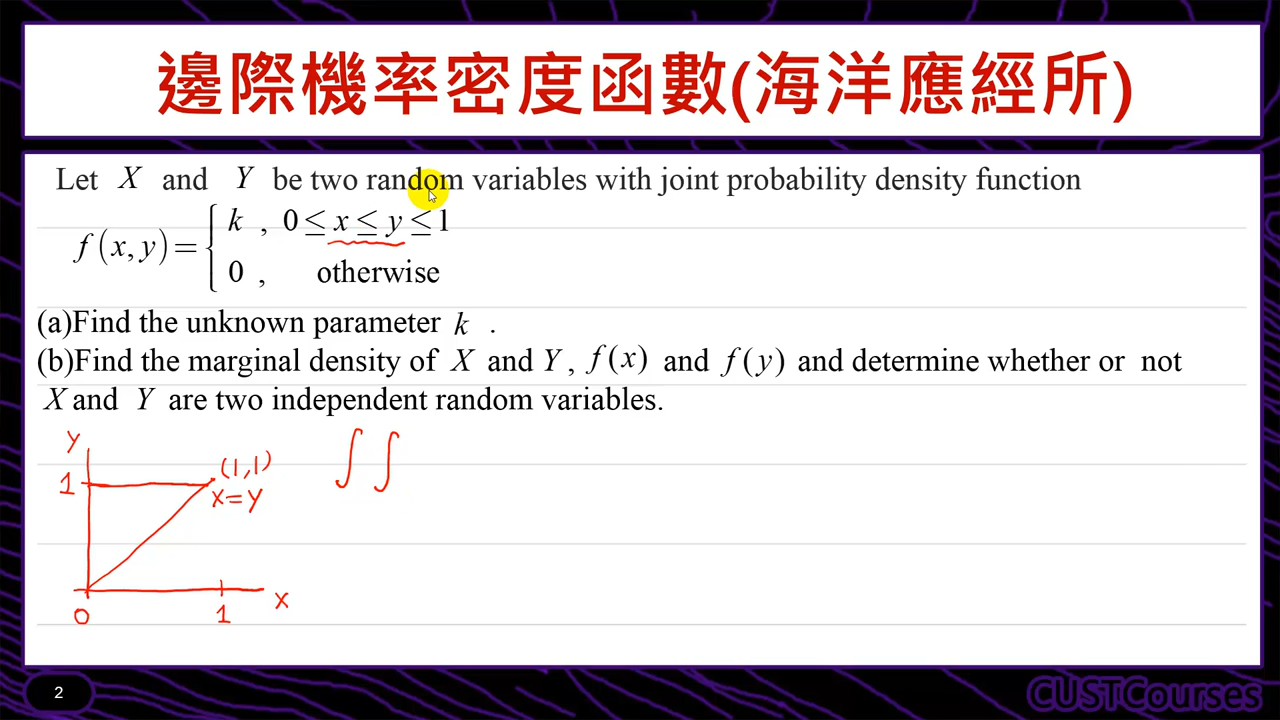 邊際機率密度函數(海洋應經所)
Let X and Y be two random variables with joint probability density function
f(x,y)= { k , 0≤x≤y≤1
0 , otherwise
(a)Find the unknown parameter k .
(b)Find the marginal density of X and Y, f(x) and f(y) and determine whether or not
X and Y are two independent random variables.
y
∫ ∫
(1,1)
1
x=y
x
0
1
2
CUSTCourses